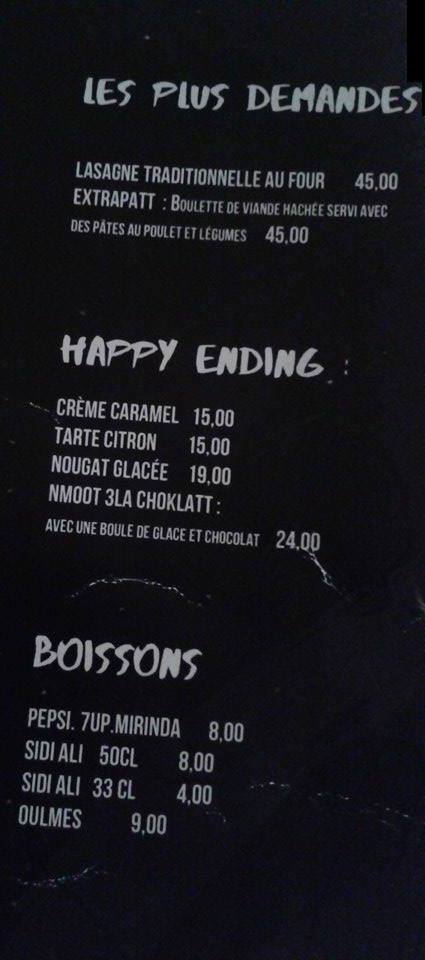 LES PLUS DEMANDES
LASAGNE TRADITIONNELLE AU FOUR 45,00
EXTRAPATT : BOULETTE DE VIANDE HACHÉE SERVI AVEC
DES PÂTES AU POULET ET LÉGUMES 45,00
HAPPY ENDING :
CRÈME CARAMEL 15,00
TARTE CITRON 15,00
NOUGAT GLACÉE 19,00
NMOOT 3LA CHOKLATT :
AVEC UNE BOULE DE GLACE ET CHOCOLAT 24,00
BOISSONS
PEPSI. 7UP.MIRINDA 8,00
SIDI ALI 50CL 8,00
SIDI ALI 33 CL 4,00
OULMES 9,00